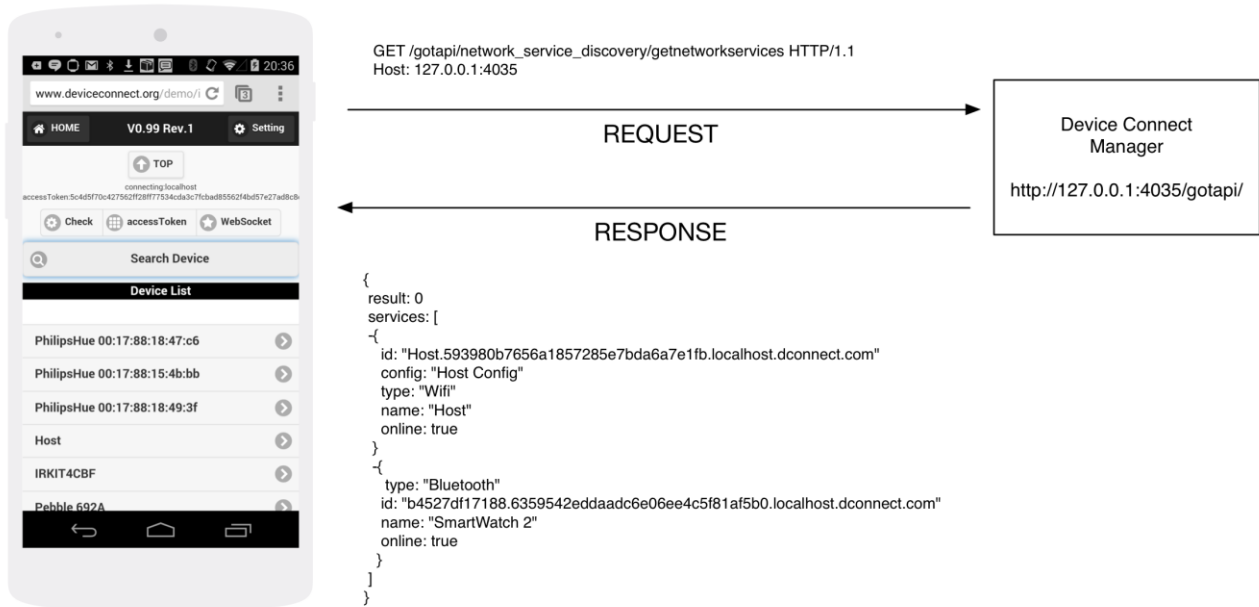 20:36
www.deviceconnect.org/demo/i
3
HOME
V0.99 Rev.1
Setting
TOP
connecting:localhost
Check
accessToken
WebSocket
Search Device
Device List
PhilipsHue 00:17:88:18:47:c6
PhilipsHue 00:17:88:15:4b:bb
PhilipsHue 00:17:88:18:49:3f
Host
IRKIT4CBF
Pebble 692A
GET /gotapi/network_service_discovery/getnetworkservices HTTP/1.1
Host: 127.0.0.1:4035
REQUEST
RESPONSE
{
result: 0
services: [
-{
id: "Host.593980b7656a1857285e7bda6a7e1fb.localhost.dconnect.com"
config: "Host Config"
type: "Wifi"
name: "Host"
online: true
}
-{
type: "Bluetooth"
id: "b4527df17188.6359542eddaadc6e06ee4c5f81af5b0.localhost.dconnect.com"
name: "SmartWatch 2"
online: true
}
]
}
Device Connect
Manager
http://127.0.0.1:4035/gotapi/